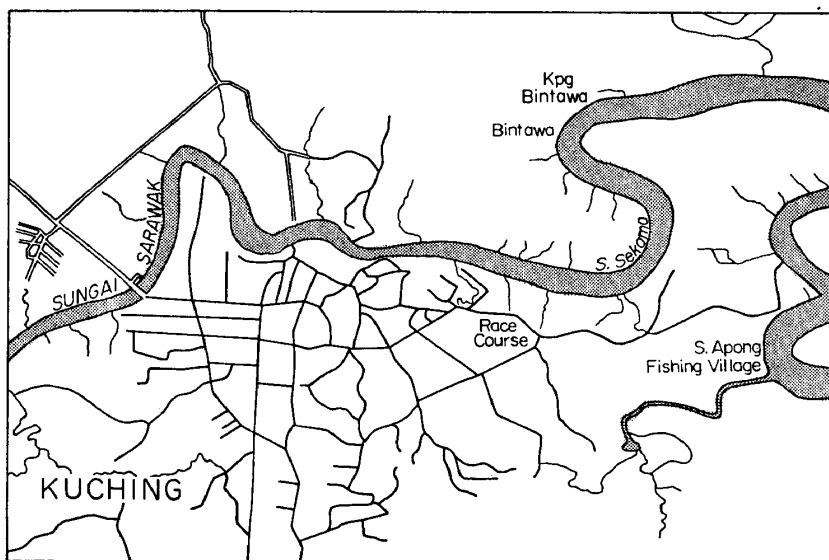 Kpg
Bintawa
Bintawa
SUNGAI SARAWAK
S. Sekama
Race
Course
S. Apong
Fishing Village
KUCHING